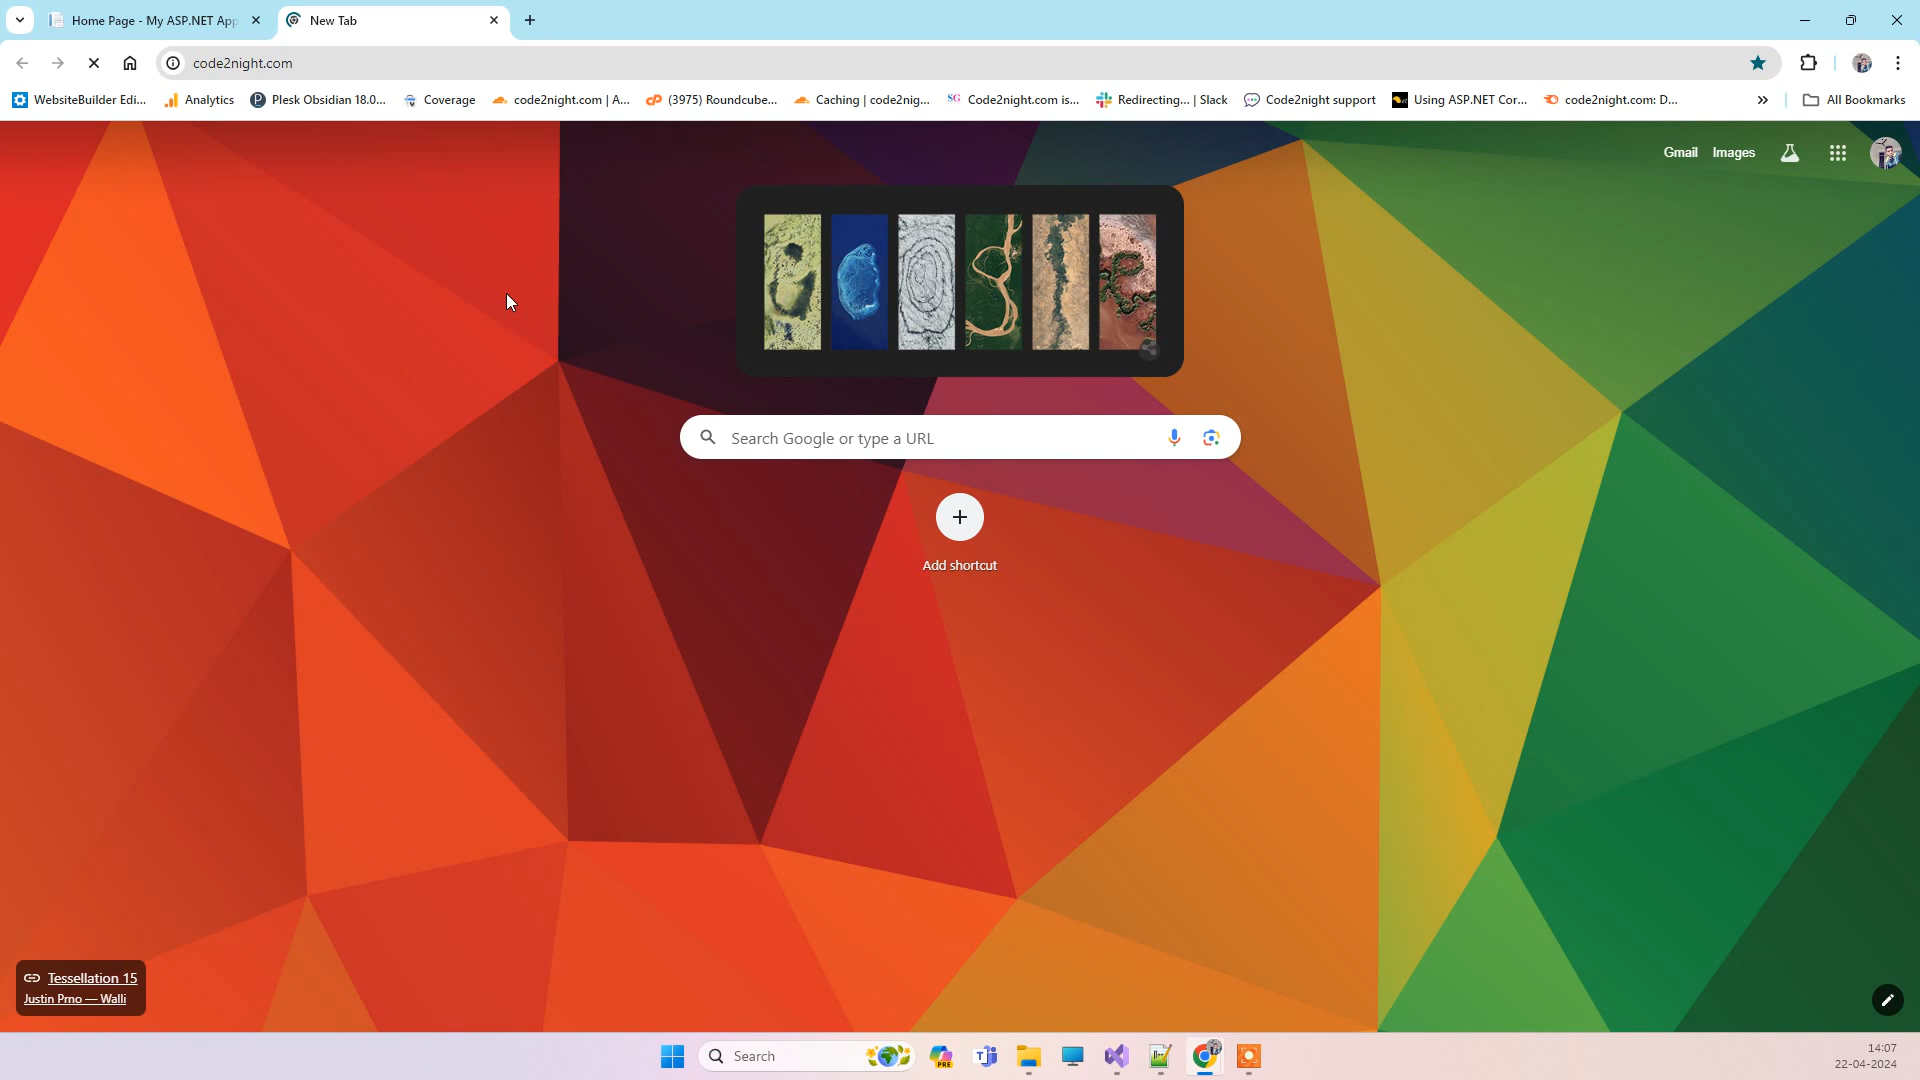 Home Page - My ASP.NET App
New Tab
code2night.com
WebsiteBuilder Edi...
Analytics
Plesk Obsidian 18.0...
Coverage
code2night.com | A...
(3975) Roundcube...
Caching | code2nig...
SG
Code2night.com is...
Redirecting... | Slack
Code2night support
Using ASP.NET Cor...
code2night.com: D...
All Bookmarks
Gmail
Images
Search Google or type a URL
Add shortcut
Tessellation 15
Justin Prno — Walli
Search
PRE
14:07
22-04-2024